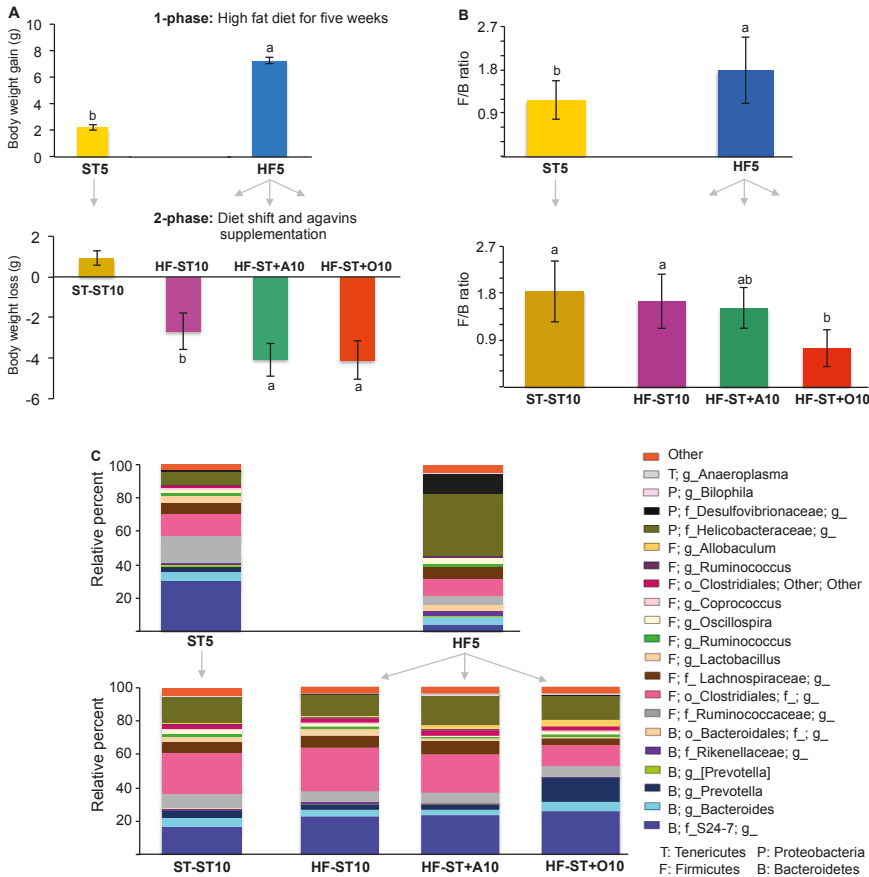 A
1-phase: High fat diet for five weeks
Body weight gain (g)
10
8
6
4
2
0
b
a
ST5
HF5
2-phase: Diet shift and agavins
supplementation
Body weight loss (g)
2
0
-2
-4
-6
ST-ST10
HF-ST10
HF-ST+A10
HF-ST+O10
b
a
a
B
F/B ratio
2.7
1.8
0.9
b
a
ST5
HF5
F/B ratio
2.7
1.8
0.9
a
a
ab
b
ST-ST10
HF-ST10
HF-ST+A10
HF-ST+O10
C
Relative percent
100
80
60
40
20
ST5
HF5
Relative percent
100
80
60
40
20
ST-ST10
HF-ST10
HF-ST+A10
HF-ST+O10
Other
T; g_Anaeroplasma
P; g_Bilophila
P; f_Desulfovibrionaceae; g_
P; f_Helicobacteraceae; g_
F; g_Allobaculum
F; g_Ruminococcus
F; o_Clostridiales; Other; Other
F; g_Coprococcus
F; g_Oscillospira
F; g_Ruminococcus
F; g_Lactobacillus
F; f_Lachnospiraceae; g_
F; o_Clostridiales; f_; g_
F; f_Ruminococcaceae; g_
B; o_Bacteroidales; f_; g_
B; f_Rikenellaceae; g_
B; g_[Prevotella]
B; g_Prevotella
B; g_Bacteroides
B; f_S24-7; g_
T: Tenericutes P: Proteobacteria
F: Firmicutes B: Bacteroidetes